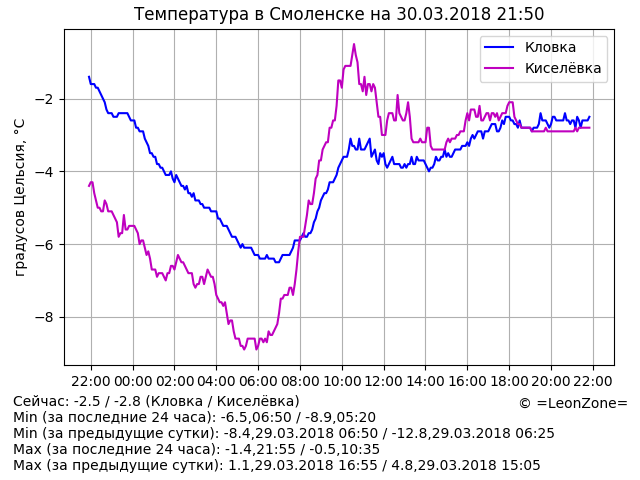 Температура в Смоленске на 30.03.2018 21:50
Кловка
Киселёвка
градусов Цельсия, °C
−2
−4
−6
−8
22:00 00:00 02:00 04:00 06:00 08:00 10:00 12:00 14:00 16:00 18:00 20:00 22:00
Сейчас: -2.5 / -2.8 (Кловка / Киселёвка)
© =LeonZone=
Min (за последние 24 часа): -6.5,06:50 / -8.9,05:20
Min (за предыдущие сутки): -8.4,29.03.2018 06:50 / -12.8,29.03.2018 06:25
Max (за последние 24 часа): -1.4,21:55 / -0.5,10:35
Max (за предыдущие сутки): 1.1,29.03.2018 16:55 / 4.8,29.03.2018 15:05